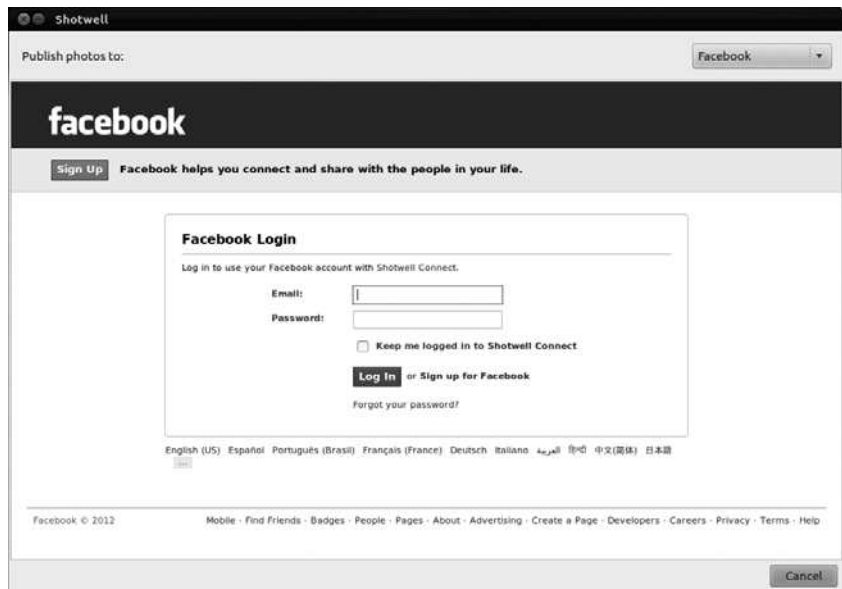 Shotwell
Publish photos to: Facebook
facebook
Sign Up Facebook helps you connect and share with the people in your life.
Facebook Login
Log in to use your Facebook account with Shotwell Connect.
Email:
Password:
Keep me logged in to Shotwell Connect
Log In or Sign up for Facebook
Forgot your password?
English (US) Español Português (Brasil) Français (France) Deutsch Italiano العربية हिन्दी 中文(简体) 日本語
...
Facebook © 2012 Mobile · Find Friends · Badges · People · Pages · About · Advertising · Create a Page · Developers · Careers · Privacy · Terms · Help
Cancel